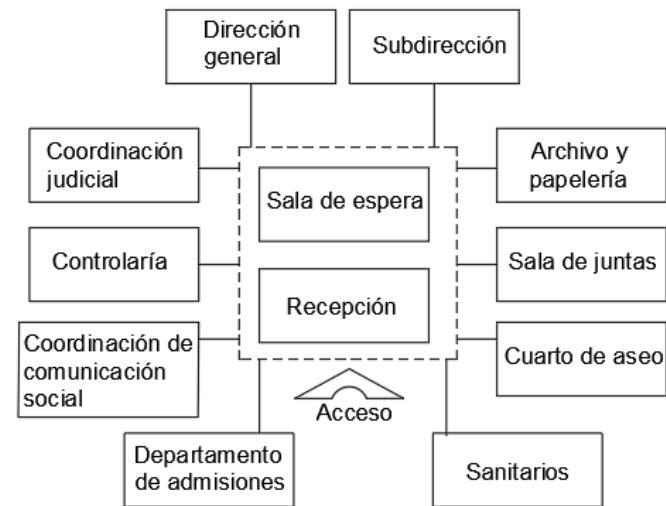 Dirección
general
Subdirección
Coordinación
judicial
Archivo y
papelería
Sala de espera
Controlaría
Sala de juntas
Recepción
Coordinación de
comunicación
social
Cuarto de aseo
Acceso
Departamento
de admisiones
Sanitarios